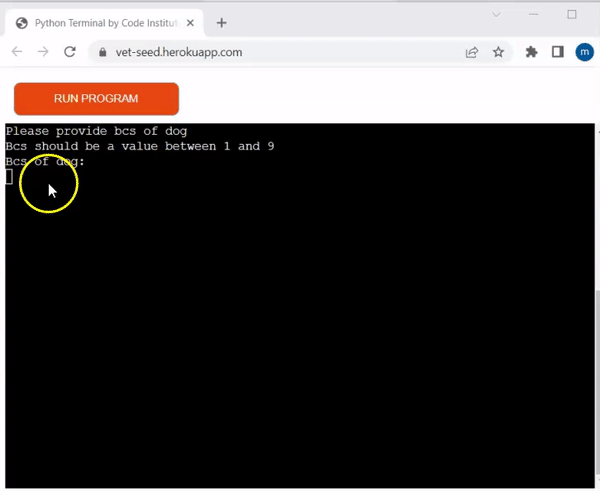 Python Terminal by Code Institut
vet-seed.herokuapp.com
m
RUN PROGRAM
Please provide bcs of dog
Bcs should be a value between 1 and 9
Bcs of dog: